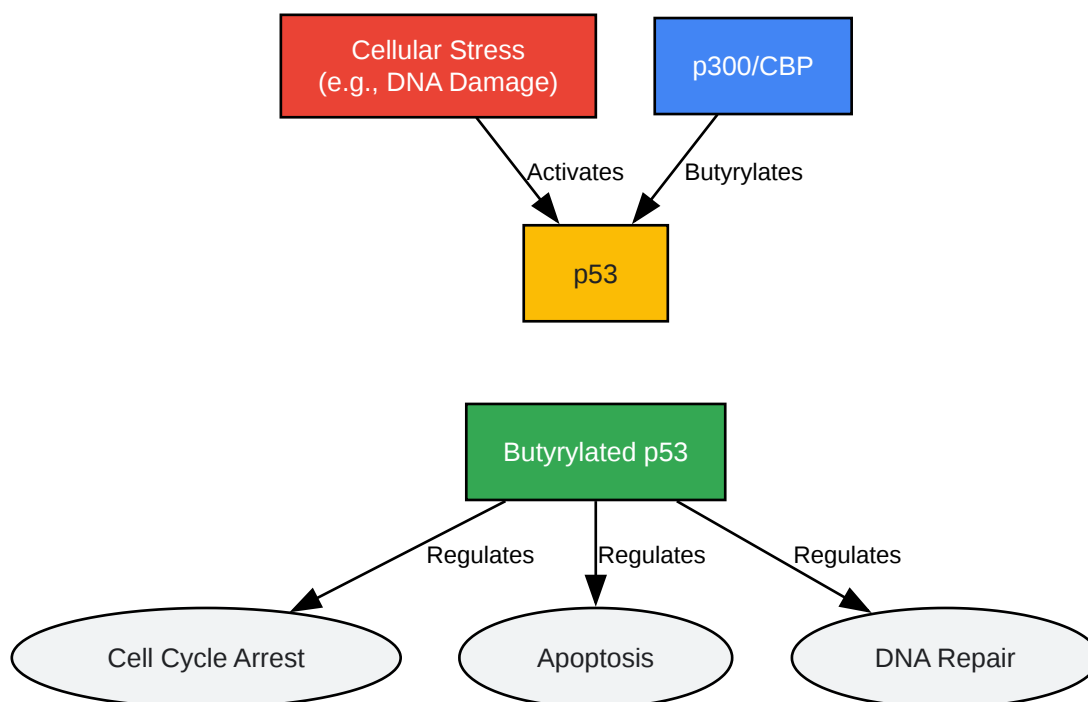 Cellular Stress
(e.g., DNA Damage)
p300/CBP
Activates
Butyrylates
p53
Butyrylated p53
Regulates
Regulates
Regulates
Cell Cycle Arrest
Apoptosis
DNA Repair